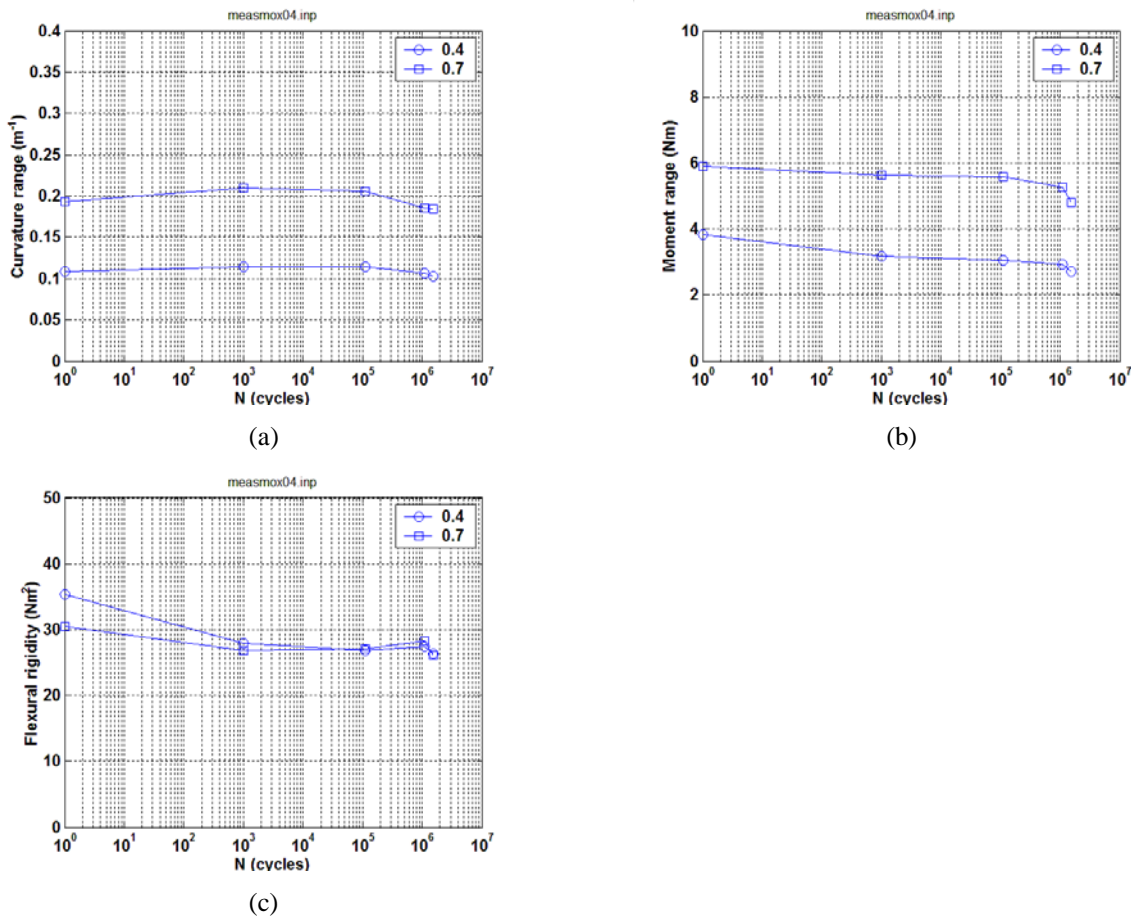 measmox04.inp
0.4
0.7
0.4
0.35
0.3
0.25
0.2
0.15
0.1
0.05
0
Curvature range (m⁻¹)
10⁰ 10¹ 10² 10³ 10⁴ 10⁵ 10⁶ 10⁷
N (cycles)
(a)
measmox04.inp
0.4
0.7
10
8
6
4
2
0
Moment range (Nm)
10⁰ 10¹ 10² 10³ 10⁴ 10⁵ 10⁶ 10⁷
N (cycles)
(b)
measmox04.inp
0.4
0.7
50
40
30
20
10
0
Flexural rigidity (Nm²)
10⁰ 10¹ 10² 10³ 10⁴ 10⁵ 10⁶ 10⁷
N (cycles)
(c)